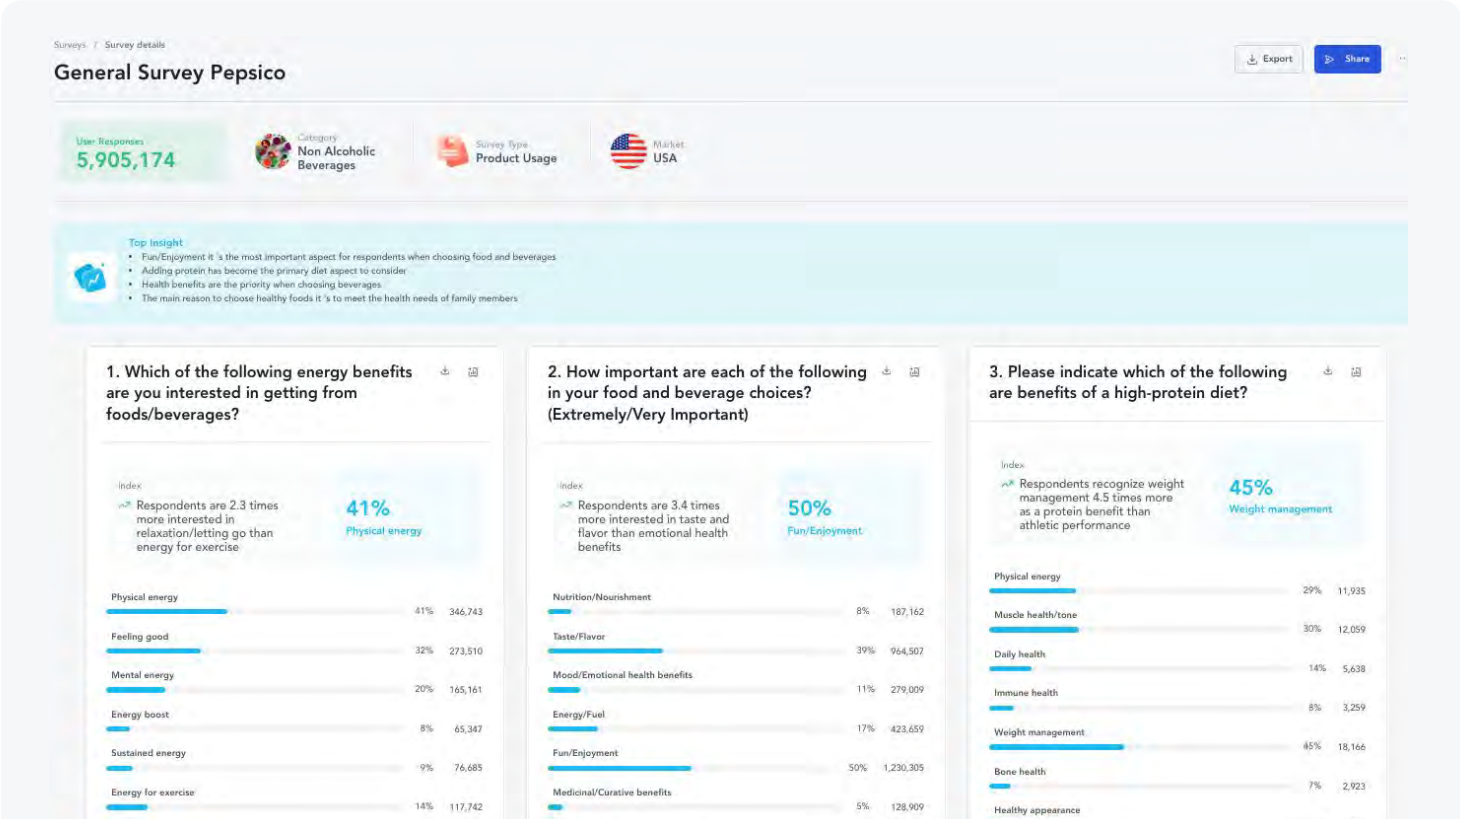 Surveys / Survey details
General Survey Pepsico
Export
Share
User Responses
5,905,174
Category
Non Alcoholic
Beverages
Survey Type
Product Usage
Market
USA
Top Insight
• Fun/Enjoyment it ´s the most important aspect for respondents when choosing food and beverages
• Adding protein has become the primary diet aspect to consider
• Health benefits are the priority when choosing beverages
• The main reason to choose healthy foods it ´s to meet the health needs of family members
1. Which of the following energy benefits
are you interested in getting from
foods/beverages?
Index
Respondents are 2.3 times
more interested in
relaxation/letting go than
energy for exercise
41%
Physical energy
Physical energy
41% 346,743
Feeling good
32% 273,510
Mental energy
20% 165,161
Energy boost
8% 65,347
Sustained energy
9% 76,685
Energy for exercise
14% 117,742
2. How important are each of the following
in your food and beverage choices?
(Extremely/Very Important)
Index
Respondents are 3.4 times
more interested in taste and
flavor than emotional health
benefits
50%
Fun/Enjoyment
Nutrition/Nourishment
8% 187,162
Taste/Flavor
39% 964,507
Mood/Emotional health benefits
11% 279,009
Energy/Fuel
17% 423,659
Fun/Enjoyment
50% 1,230,305
Medicinal/Curative benefits
5% 128,909
3. Please indicate which of the following
are benefits of a high-protein diet?
Index
Respondents recognize weight
management 4.5 times more
as a protein benefit than
athletic performance
45%
Weight management
Physical energy
29% 11,935
Muscle health/tone
30% 12,059
Daily health
14% 5,638
Immune health
8% 3,259
Weight management
45% 18,166
Bone health
7% 2,923
Healthy appearance